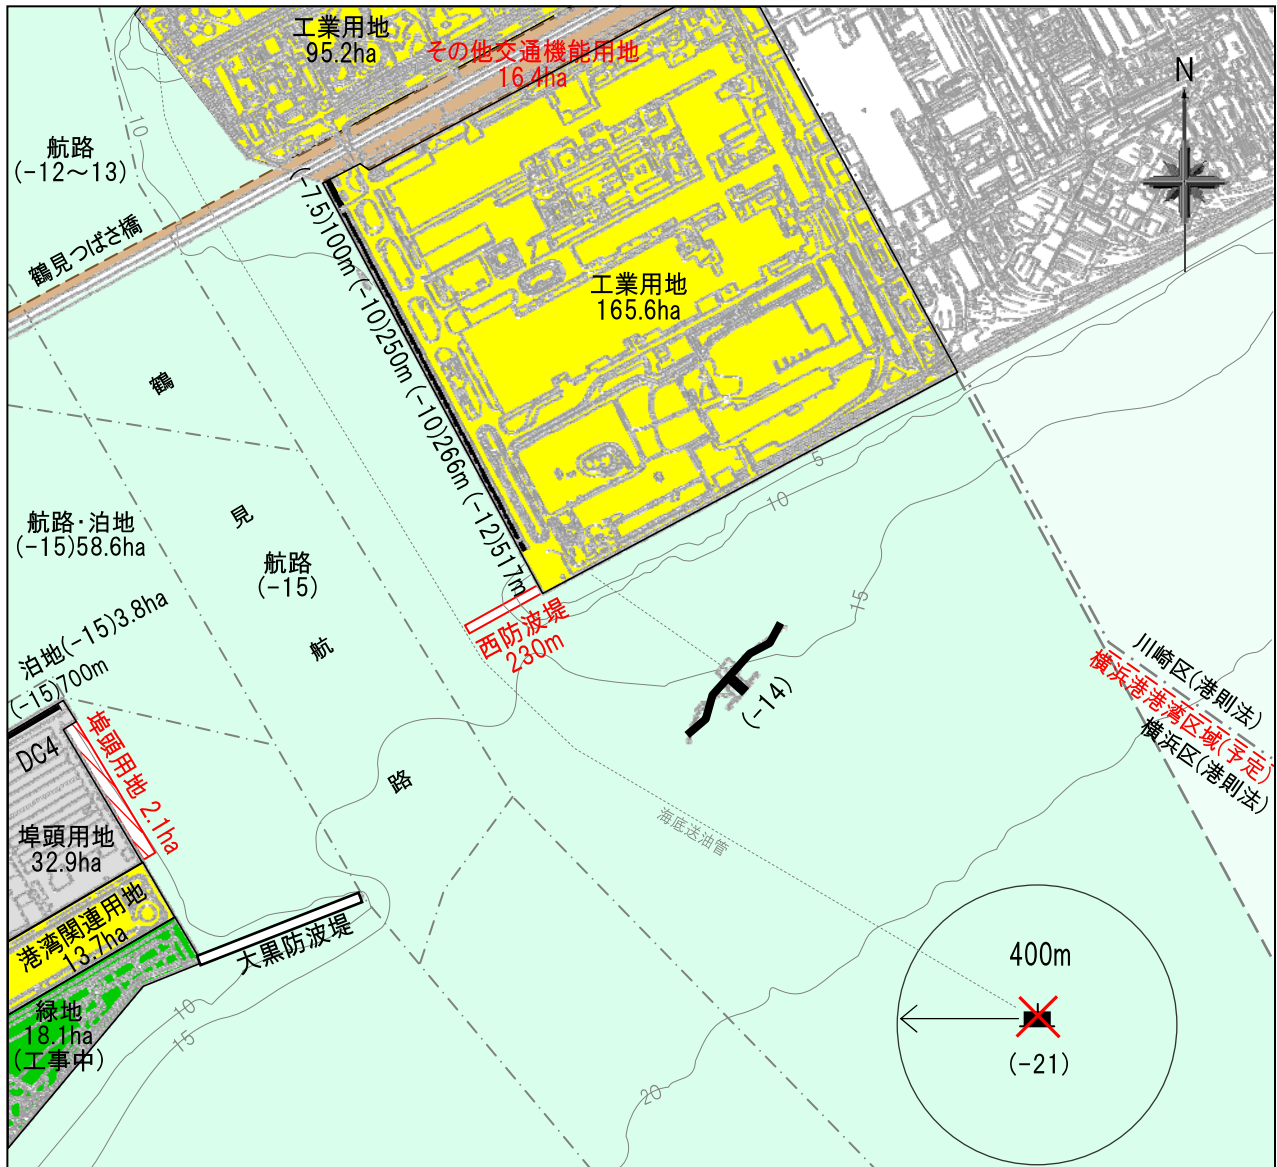 工業用地
95.2ha
その他交通機能用地
16.4ha
N
10
航路
(-12～13)
鶴見つばさ橋
(-7.5)100m (-10)250m (-10)266m (-12)517m
工業用地
165.6ha
鶴
見
航
路
航路・泊地
(-15)58.6ha
航路
(-15)
5
10
15
西防波堤
230m
泊地(-15)3.8ha
(-15)700m
DC4
埠頭用地 2.1ha
埠頭用地
32.9ha
(-14)
川崎区(港則法)
横浜港港湾区域(予定)
横浜区(港則法)
海底送油管
港湾関連用地
13.7ha
大黒防波堤
緑地
18.1ha
(工事中)
10
15
20
400m
(-21)